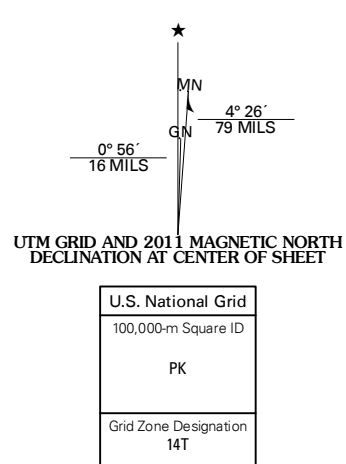 ★
MN
4° 26´
79 MILS
GN
0° 56´
16 MILS
UTM GRID AND 2011 MAGNETIC NORTH
DECLINATION AT CENTER OF SHEET
U.S. National Grid
100,000-m Square ID
PK
Grid Zone Designation
14T